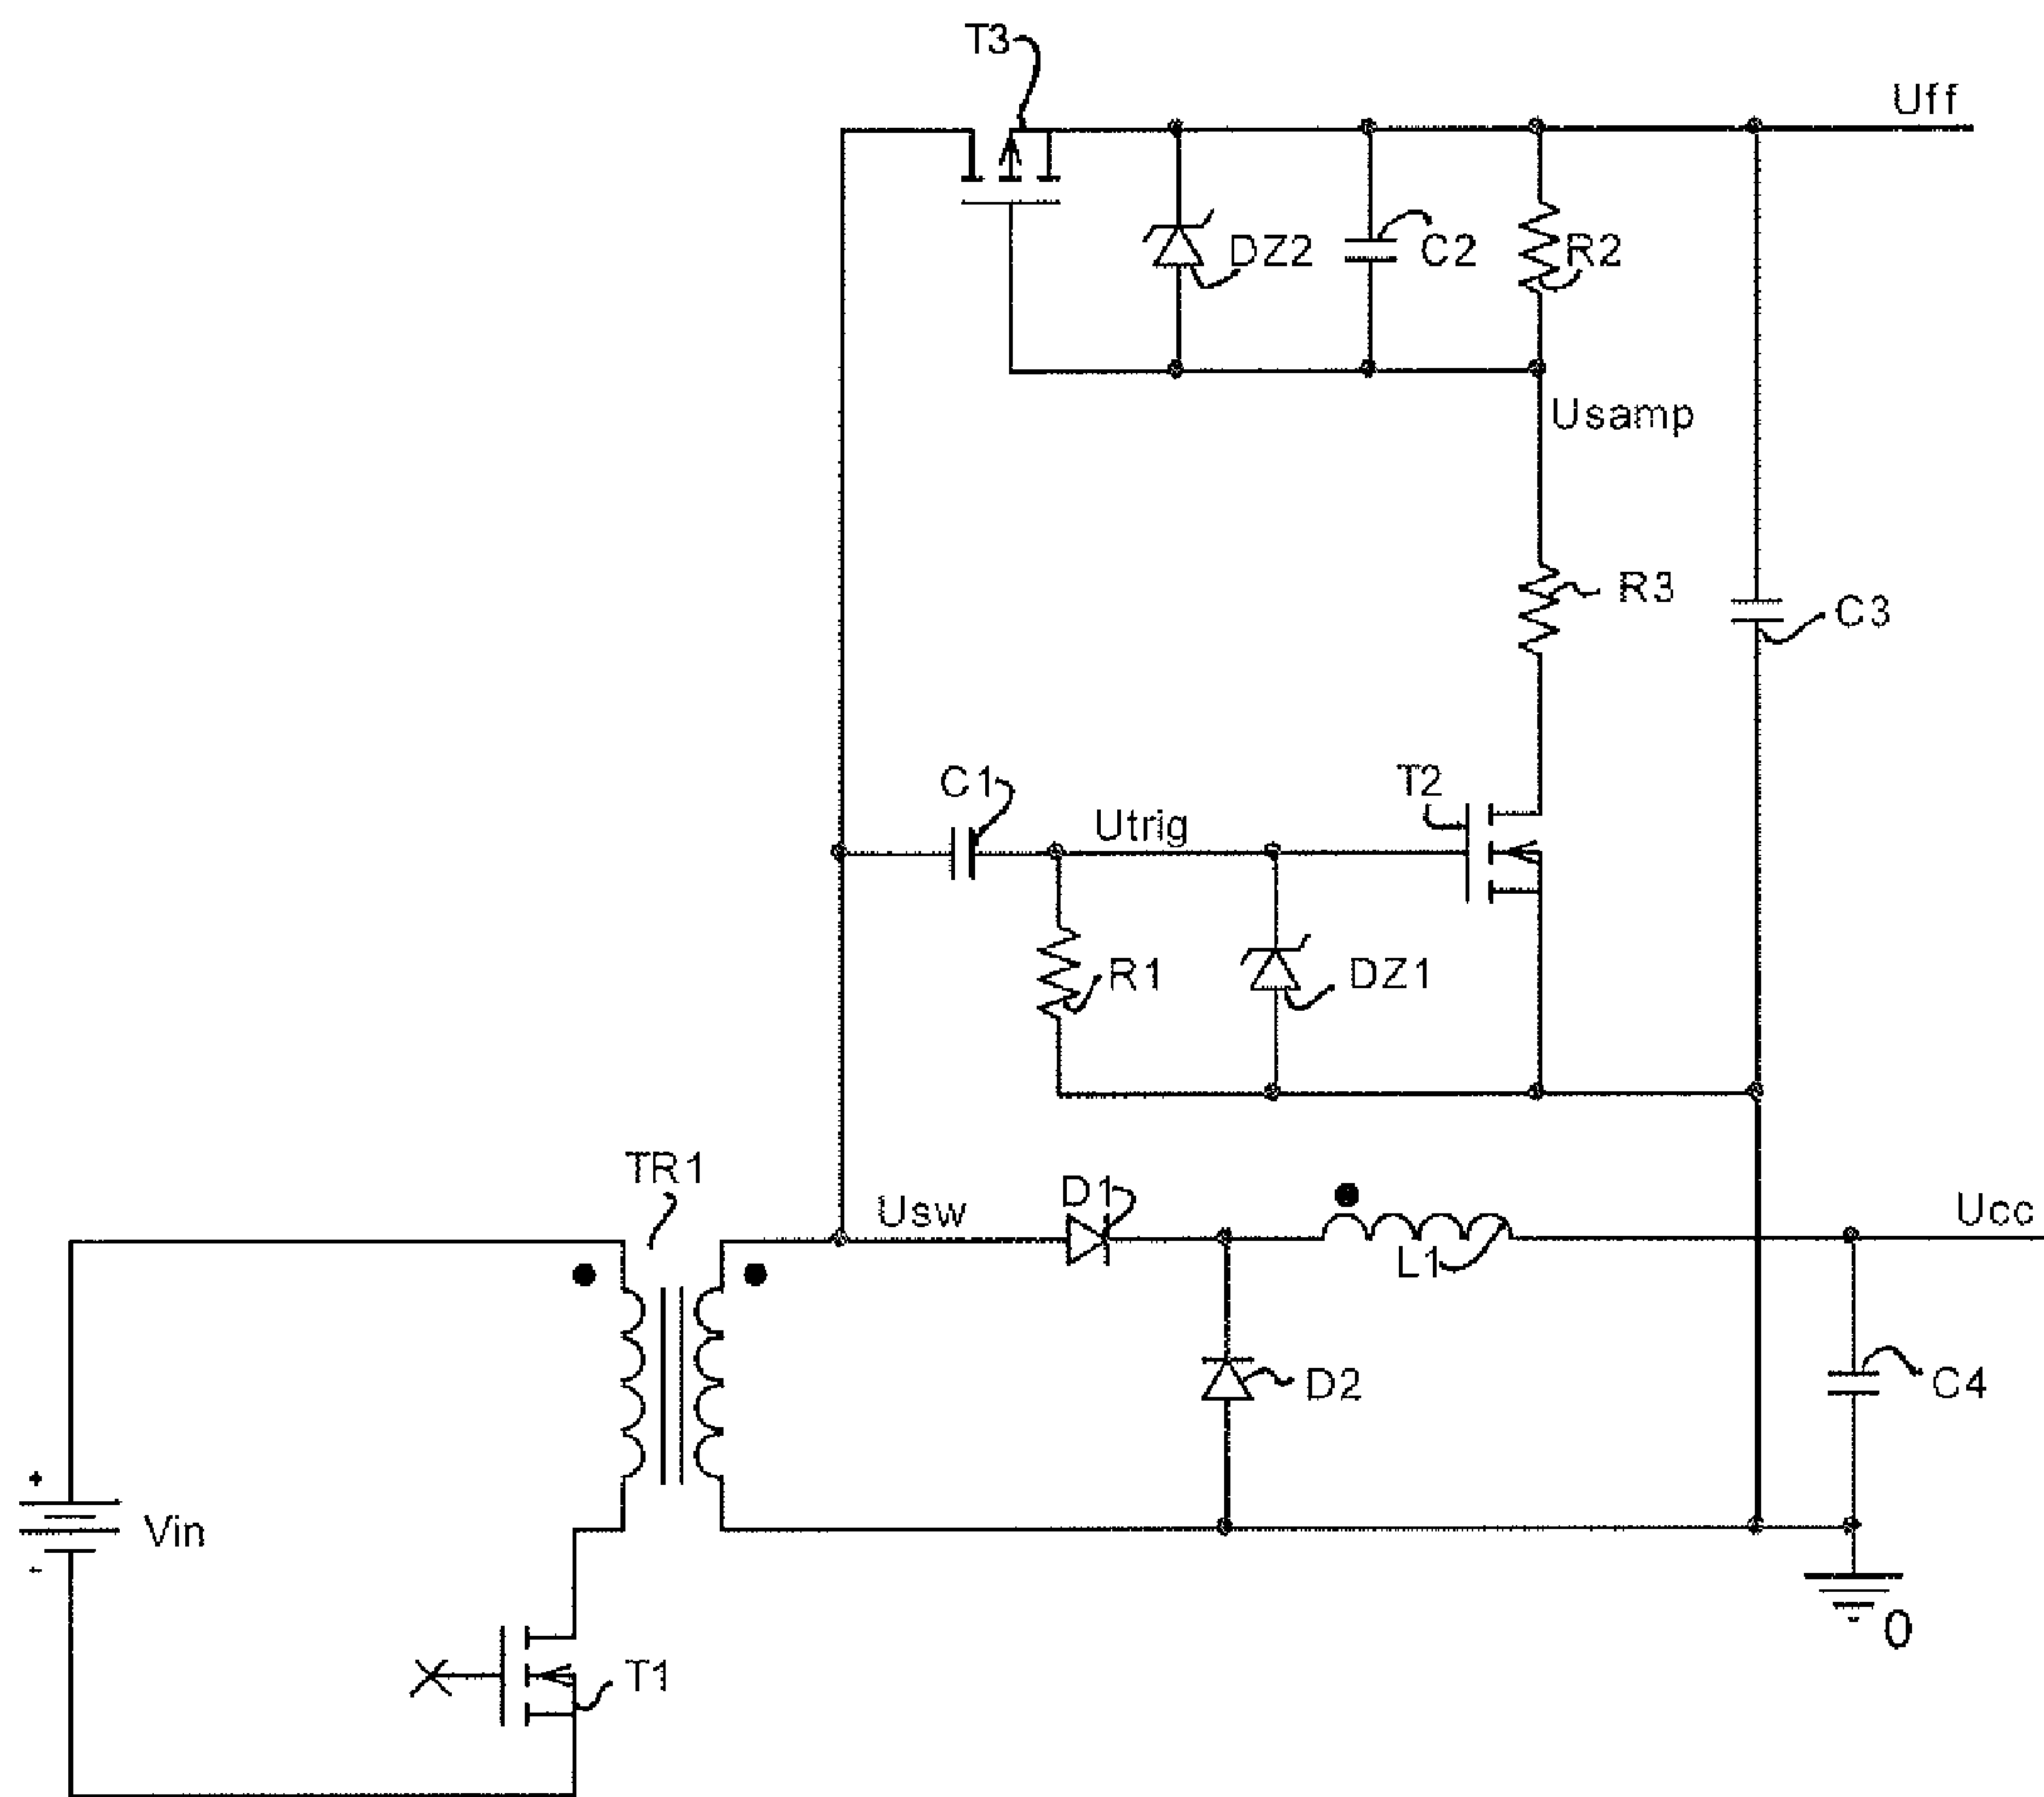 T3
Uff
DZ2
C2
R2
Usamp
R3
C3
C1
T2
Utrig
R1
DZ1
TR1
Usw
D1
Ucc
L1
D2
C4
+
Vin
-
0
T1